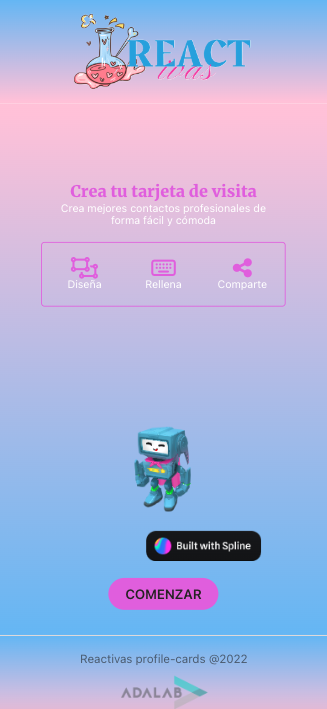 REACT
ivas
Crea tu tarjeta de visita
Crea mejores contactos profesionales de
forma fácil y cómoda
Diseña
Rellena
Comparte
Built with Spline
COMENZAR
Reactivas profile-cards @2022
ADALAB